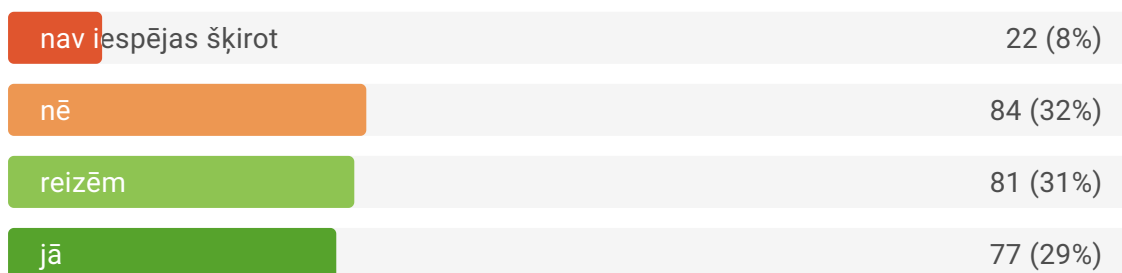 nav iespējas šķirot 22 (8%)
nē 84 (32%)
reizēm 81 (31%)
jā 77 (29%)